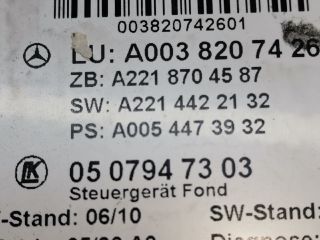 003820742601
LU: A003 820 74 26
ZB: A221 870 45 87
SW: A221 442 21 32
PS: A005 447 39 32
K 05 0794 73 03
Steuergerät Fond
-Stand: 06/10 SW-Stand: